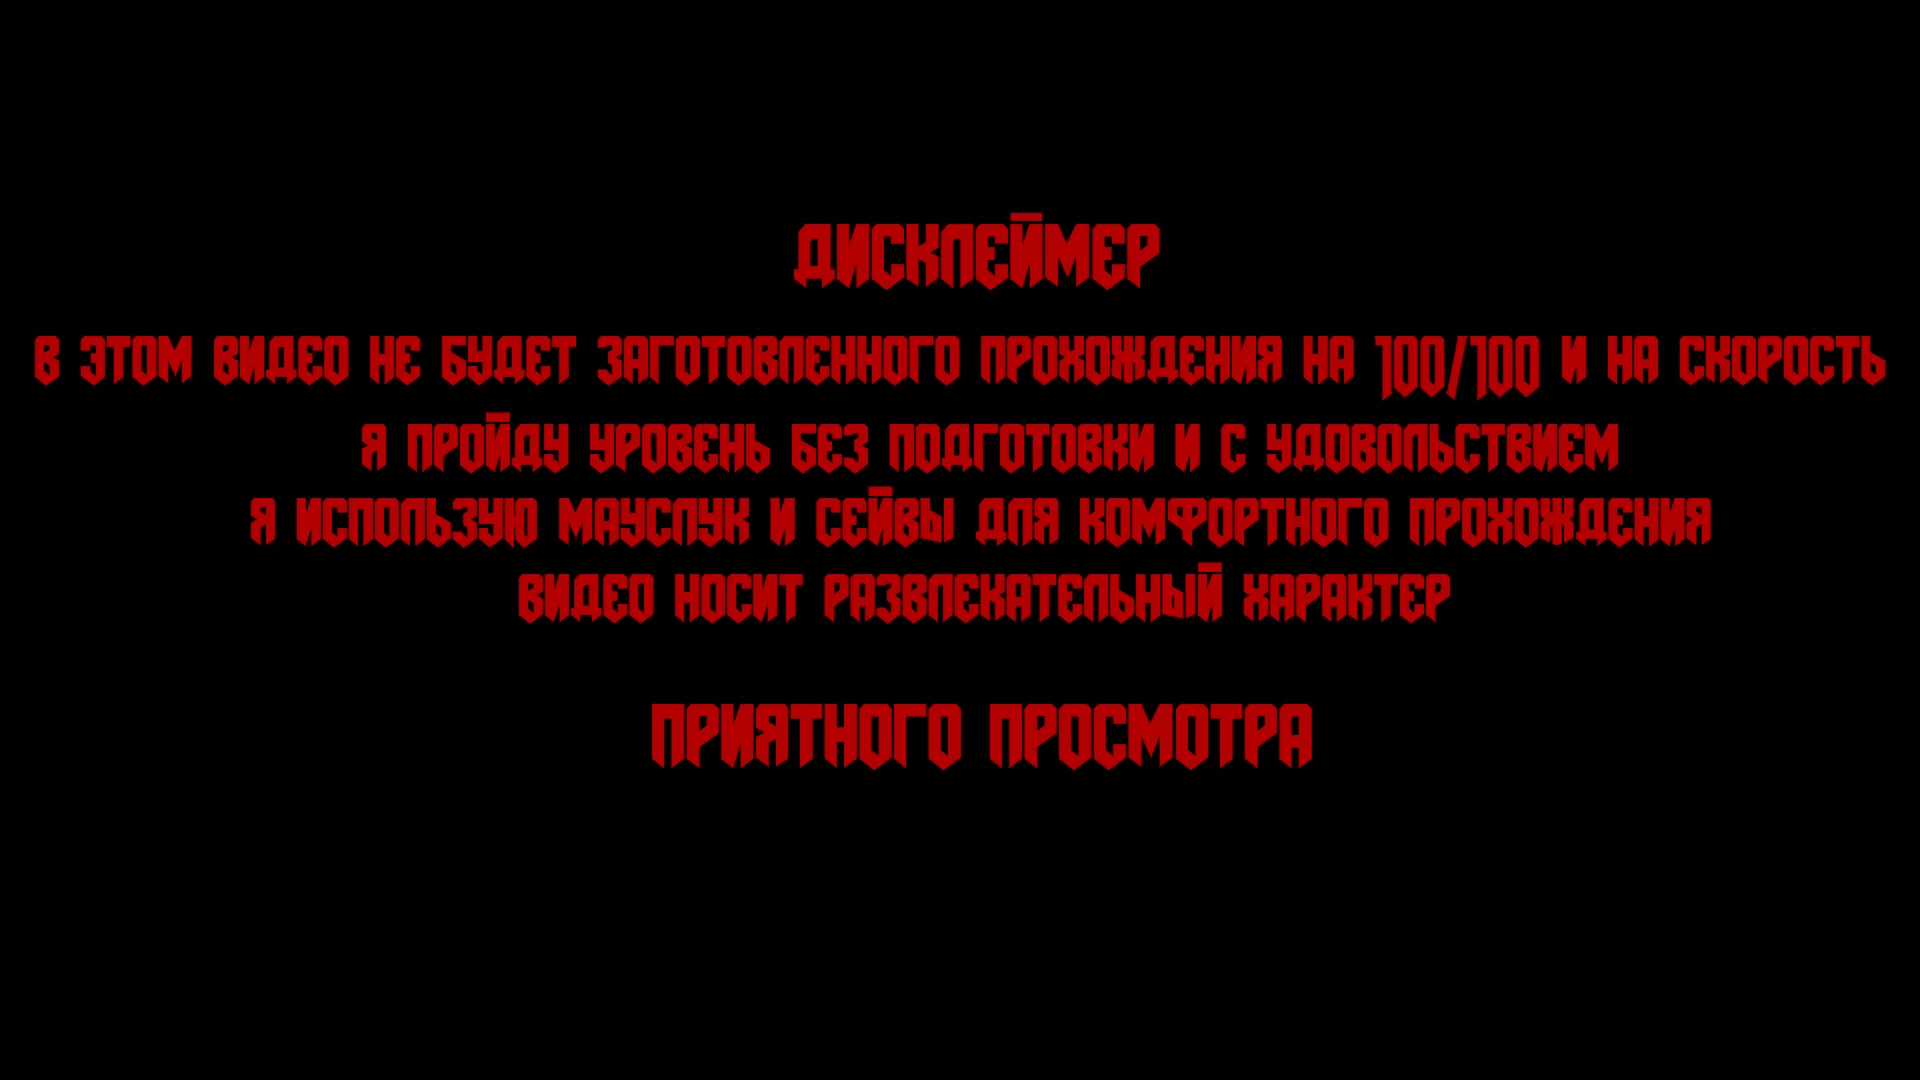 ДИСКЛЕЙМЕР
В ЭТОМ ВИДЕО НЕ БУДЕТ ЗАГОТОВЛЕННОГО ПРОХОЖДЕНИЯ НА 100/100 И НА СКОРОСТЬ
Я ПРОЙДУ УРОВЕНЬ БЕЗ ПОДГОТОВКИ И С УДОВОЛЬСТВИЕМ
Я ИСПОЛЬЗУЮ МАУСЛУК И СЕЙВЫ ДЛЯ КОМФОРТНОГО ПРОХОЖДЕНИЯ
ВИДЕО НОСИТ РАЗВЛЕКАТЕЛЬНЫЙ ХАРАКТЕР
ПРИЯТНОГО ПРОСМОТРА